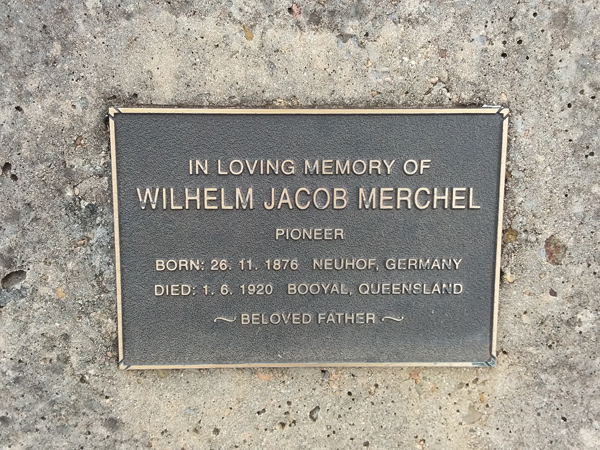 IN LOVING MEMORY OF
WILHELM JACOB MERCHEL
PIONEER
BORN: 26. 11. 1876 NEUHOF, GERMANY
DIED: 1. 6. 1920 BOOYAL, QUEENSLAND
~ BELOVED FATHER ~